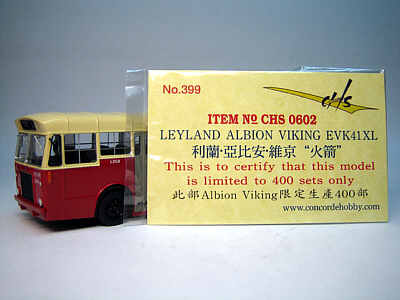 No.399
chs
ITEM Nº CHS 0602
LEYLAND ALBION VIKING EVK41XL
利蘭·亞比安·維京“火箭”
This is to certify that this model
is limited to 400 sets only
此部Albion Viking限定生產400部
www.concordehobby.com